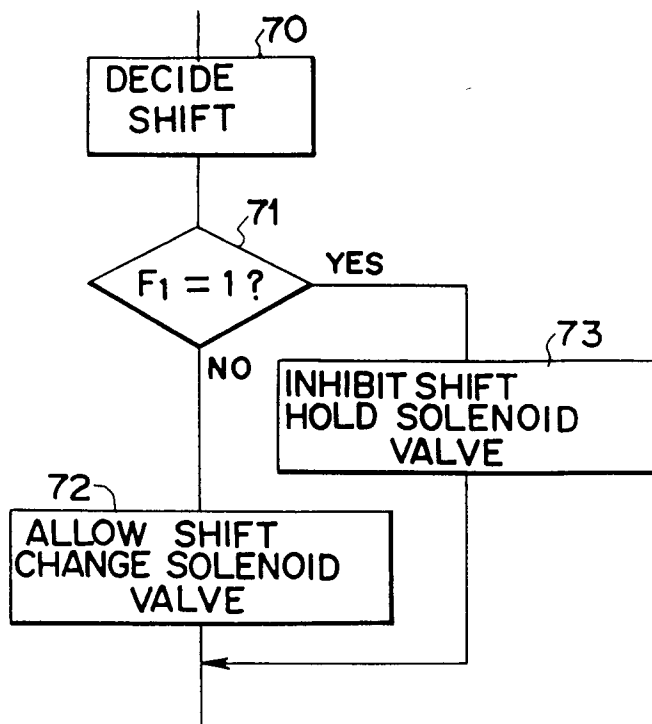 70
DECIDE
SHIFT
71
F1 = 1 ?
YES
NO
73
INHIBIT SHIFT
HOLD SOLENOID
VALVE
72
ALLOW SHIFT
CHANGE SOLENOID
VALVE